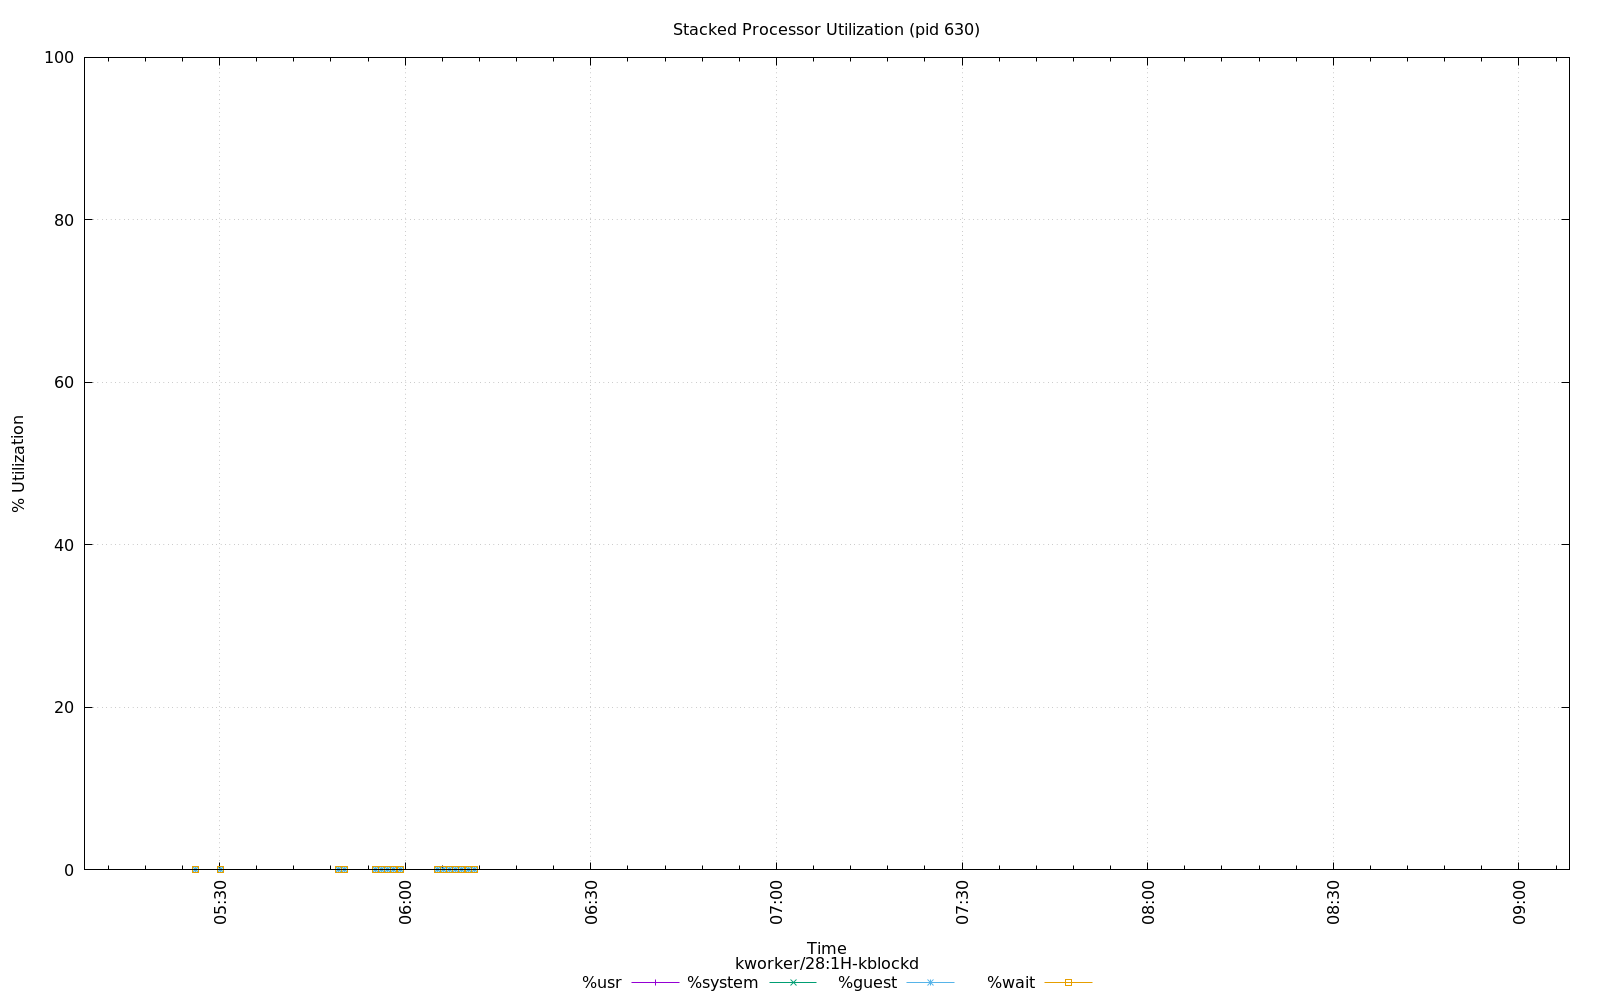 Stacked Processor Utilization (pid 630)
100
80
60
40
20
0
% Utilization
05:30
06:00
06:30
07:00
07:30
08:00
08:30
09:00
Time
kworker/28:1H-kblockd
%usr %system %guest %wait